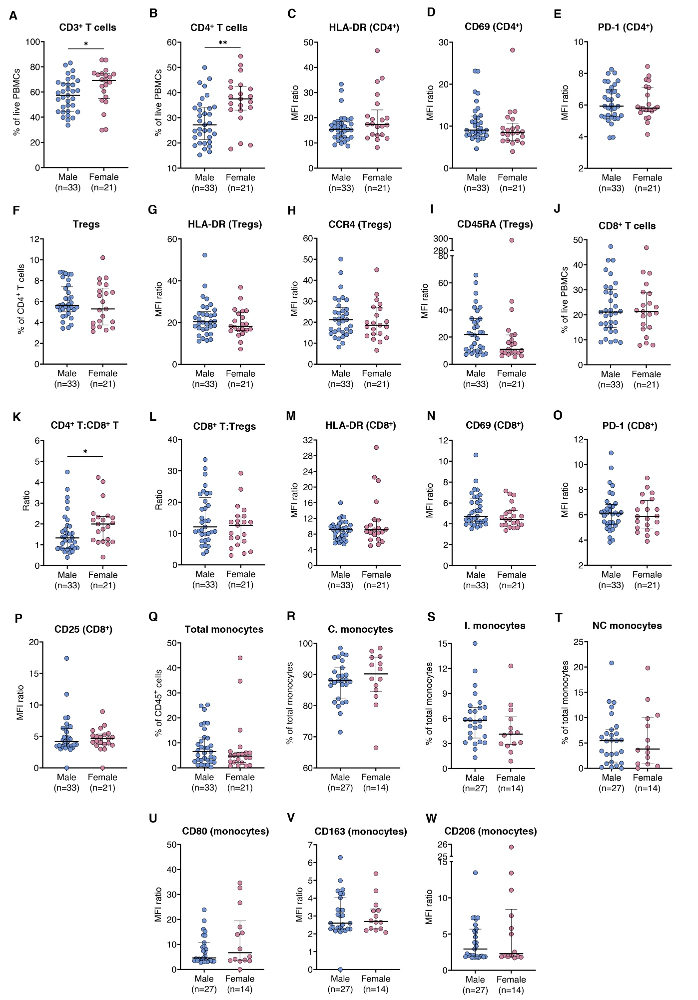 A
CD3⁺ T cells
% of live PBMCs
100
80
60
40
20
0
*
Male
(n=33)
Female
(n=21)
B
CD4⁺ T cells
% of live PBMCs
60
50
40
30
20
10
**
Male
(n=33)
Female
(n=21)
C
HLA-DR (CD4⁺)
MFI ratio
50
40
30
20
10
0
Male
(n=33)
Female
(n=21)
D
CD69 (CD4⁺)
MFI ratio
30
20
10
0
Male
(n=33)
Female
(n=21)
E
PD-1 (CD4⁺)
MFI ratio
10
8
6
4
2
Male
(n=33)
Female
(n=21)
F
Tregs
% of CD4⁺ T cells
12
10
8
6
4
2
0
Male
(n=33)
Female
(n=21)
G
HLA-DR (Tregs)
MFI ratio
60
40
20
0
Male
(n=33)
Female
(n=21)
H
CCR4 (Tregs)
MFI ratio
60
50
40
30
20
10
0
Male
(n=33)
Female
(n=21)
I
CD45RA (Tregs)
MFI ratio
300
280
80
60
40
20
0
Male
(n=33)
Female
(n=21)
J
CD8⁺ T cells
% of live PBMCs
50
40
30
20
10
0
Male
(n=33)
Female
(n=21)
K
CD4⁺ T:CD8⁺ T
Ratio
6
5
4
3
2
1
0
*
Male
(n=33)
Female
(n=21)
L
CD8⁺ T:Tregs
Ratio
40
30
20
10
0
Male
(n=33)
Female
(n=21)
M
HLA-DR (CD8⁺)
MFI ratio
32
28
24
20
16
12
8
4
0
Male
(n=33)
Female
(n=21)
N
CD69 (CD8⁺)
MFI ratio
12
10
8
6
4
2
0
Male
(n=33)
Female
(n=21)
O
PD-1 (CD8⁺)
MFI ratio
12
10
8
6
4
2
Male
(n=33)
Female
(n=21)
P
CD25 (CD8⁺)
MFI ratio
20
15
10
5
0
Male
(n=33)
Female
(n=21)
Q
Total monocytes
% of CD45⁺ cells
50
40
30
20
10
0
Male
(n=33)
Female
(n=21)
R
C. monocytes
% of total monocytes
100
90
80
70
60
Male
(n=27)
Female
(n=14)
S
I. monocytes
% of total monocytes
15
12
9
6
3
0
Male
(n=27)
Female
(n=14)
T
NC monocytes
% of total monocytes
25
20
15
10
5
0
Male
(n=27)
Female
(n=14)
U
CD80 (monocytes)
MFI ratio
50
40
30
20
10
0
Male
(n=27)
Female
(n=14)
V
CD163 (monocytes)
MFI ratio
7
6
5
4
3
2
1
0
Male
(n=27)
Female
(n=14)
W
CD206 (monocytes)
MFI ratio
26
25
15
10
5
0
Male
(n=27)
Female
(n=14)